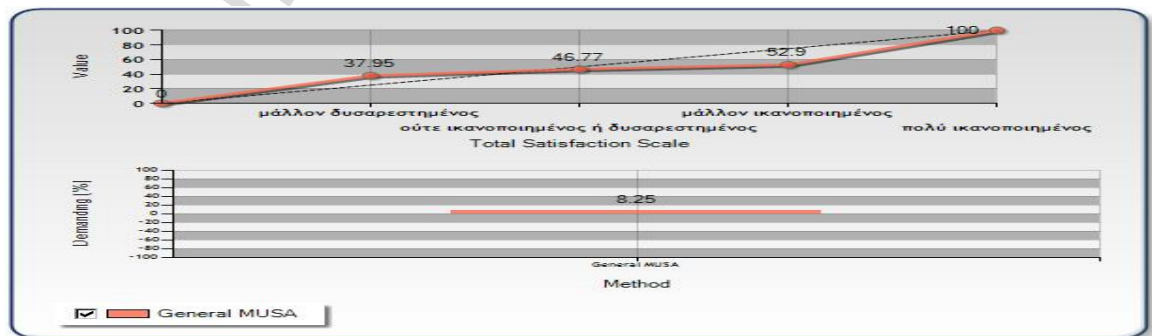 100
80
60
40
20
0
Value
0
37.95
46.77
52.9
100
μάλλον δυσαρεστημένος
μάλλον ικανοποιημένος
ούτε ικανοποιημένος ή δυσαρεστημένος
πολύ ικανοποιημένος
Total Satisfaction Scale
100
80
60
40
20
0
-20
-40
-60
-80
-100
Demanding [%]
8.25
General MUSA
Method
General MUSA